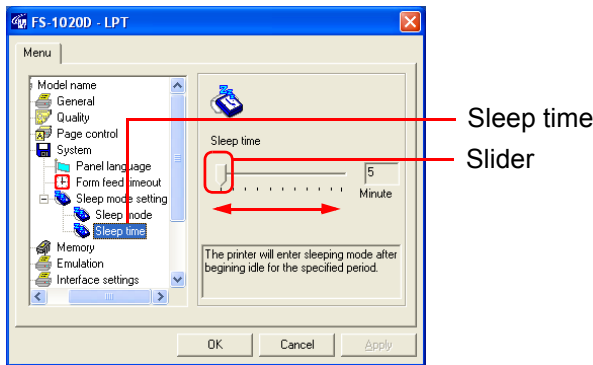 FS-1020D - LPT
Menu
Model name
General
Quality
Page control
System
Panel language
Form feed timeout
Sleep mode setting
Sleep mode
Sleep time
Memory
Emulation
Interface settings
Sleep time
5
Minute
The printer will enter sleeping mode after
begining idle for the specified period.
OK
Cancel
Apply
Sleep time
Slider